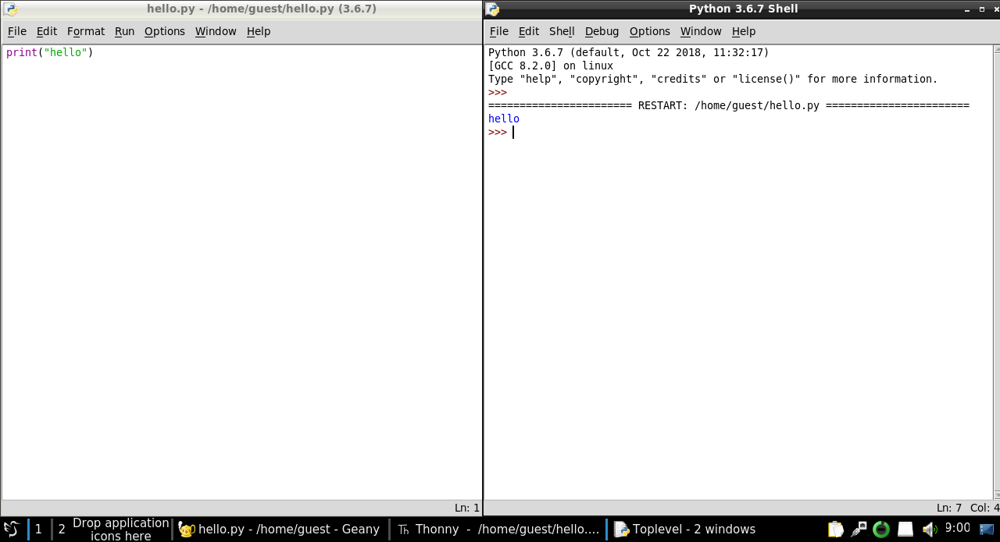 hello.py - /home/guest/hello.py (3.6.7)
File Edit Format Run Options Window Help
print("hello")
Ln: 1
Python 3.6.7 Shell
File Edit Shell Debug Options Window Help
Python 3.6.7 (default, Oct 22 2018, 11:32:17)
[GCC 8.2.0] on linux
Type "help", "copyright", "credits" or "license()" for more information.
>>>
======================= RESTART: /home/guest/hello.py =======================
hello
>>>
Ln: 7 Col: 4
1 2 Drop application
icons here
hello.py - /home/guest - Geany
Thonny - /home/guest/hello....
Toplevel - 2 windows
9:00